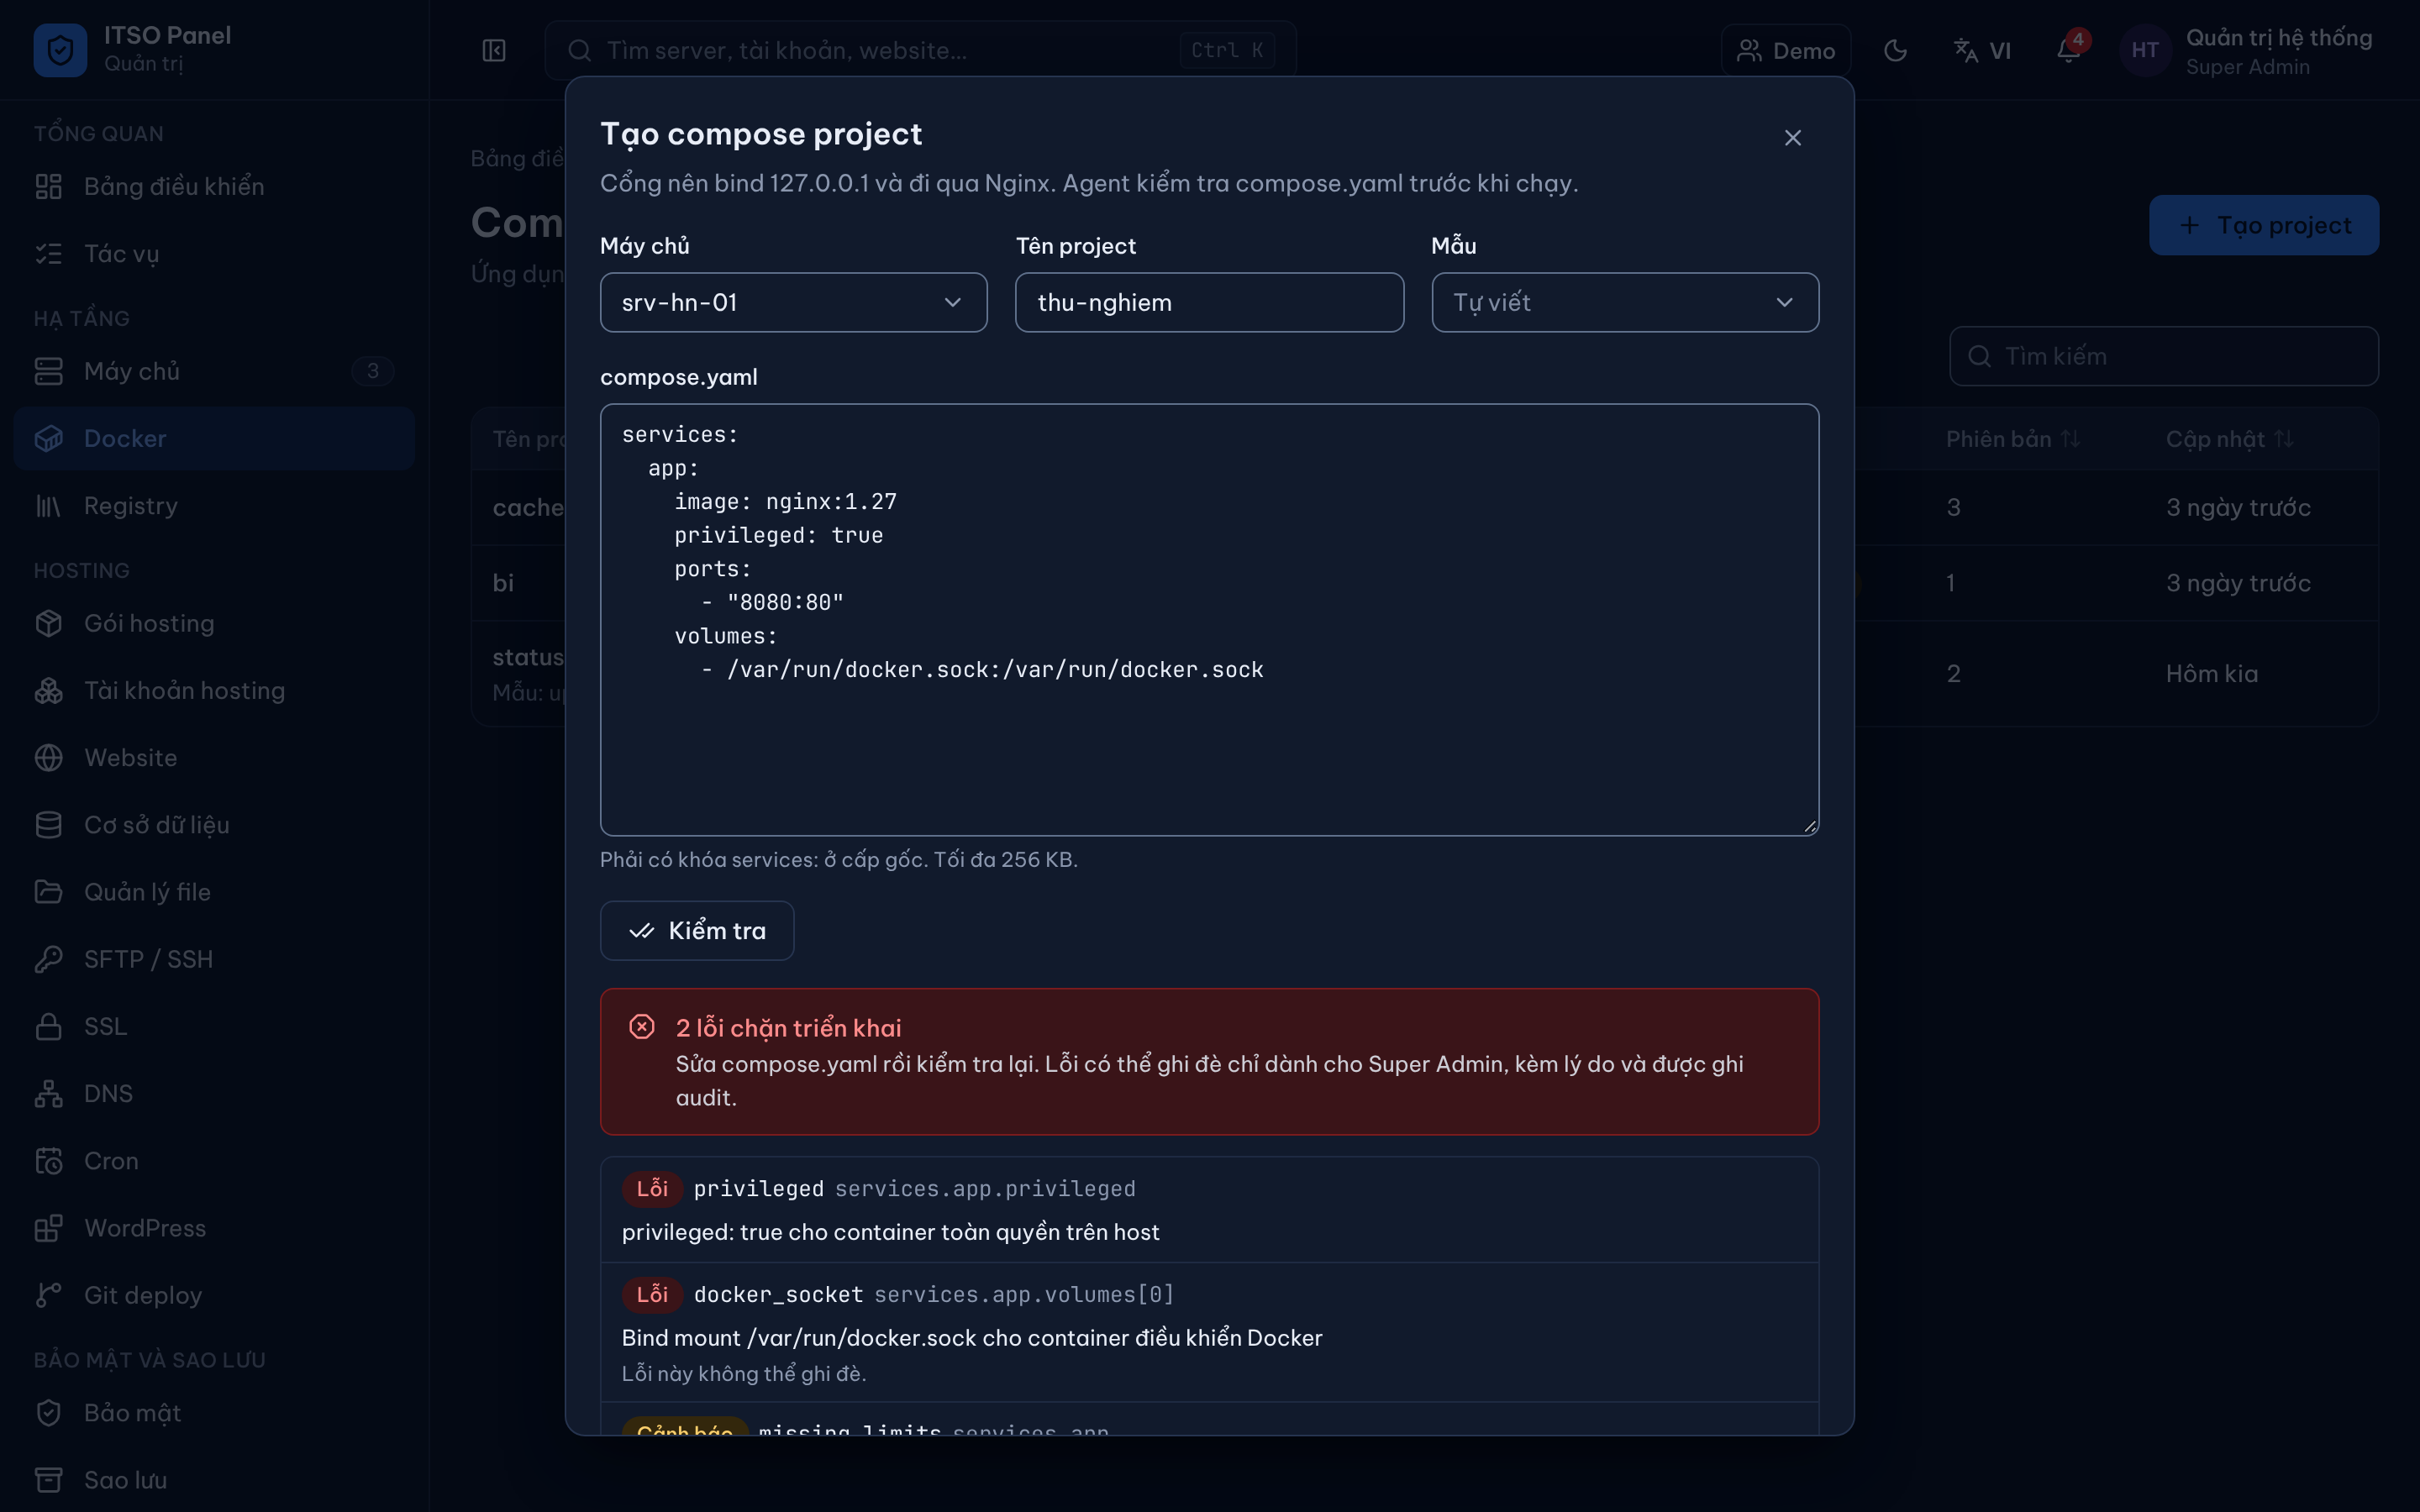 ITSO Panel
Quản trị
Tìm server, tài khoản, website...
Ctrl K
Demo
VI
4
HT
Quản trị hệ thống
Super Admin
TỔNG QUAN
Bảng điều khiển
Tác vụ
HẠ TẦNG
Máy chủ
3
Docker
Registry
HOSTING
Gói hosting
Tài khoản hosting
Website
Cơ sở dữ liệu
Quản lý file
SFTP / SSH
SSL
DNS
Cron
WordPress
Git deploy
BẢO MẬT VÀ SAO LƯU
Bảo mật
Sao lưu
Tạo project
Tìm kiếm
Phiên bản
Cập nhật
cache
3
3 ngày trước
bi
1
3 ngày trước
status
Mẫu:
2
Hôm kia
Tạo compose project
Cổng nên bind 127.0.0.1 và đi qua Nginx. Agent kiểm tra compose.yaml trước khi chạy.
Máy chủ
Tên project
Mẫu
srv-hn-01
thu-nghiem
Tự viết
compose.yaml
services:
  app:
    image: nginx:1.27
    privileged: true
    ports:
      - "8080:80"
    volumes:
      - /var/run/docker.sock:/var/run/docker.sock
Phải có khóa services: ở cấp gốc. Tối đa 256 KB.
Kiểm tra
2 lỗi chặn triển khai
Sửa compose.yaml rồi kiểm tra lại. Lỗi có thể ghi đè chỉ dành cho Super Admin, kèm lý do và được ghi
audit.
Lỗi privileged services.app.privileged
privileged: true cho container toàn quyền trên host
Lỗi docker_socket services.app.volumes[0]
Bind mount /var/run/docker.sock cho container điều khiển Docker
Lỗi này không thể ghi đè.
Cảnh báo missing_limits services.app